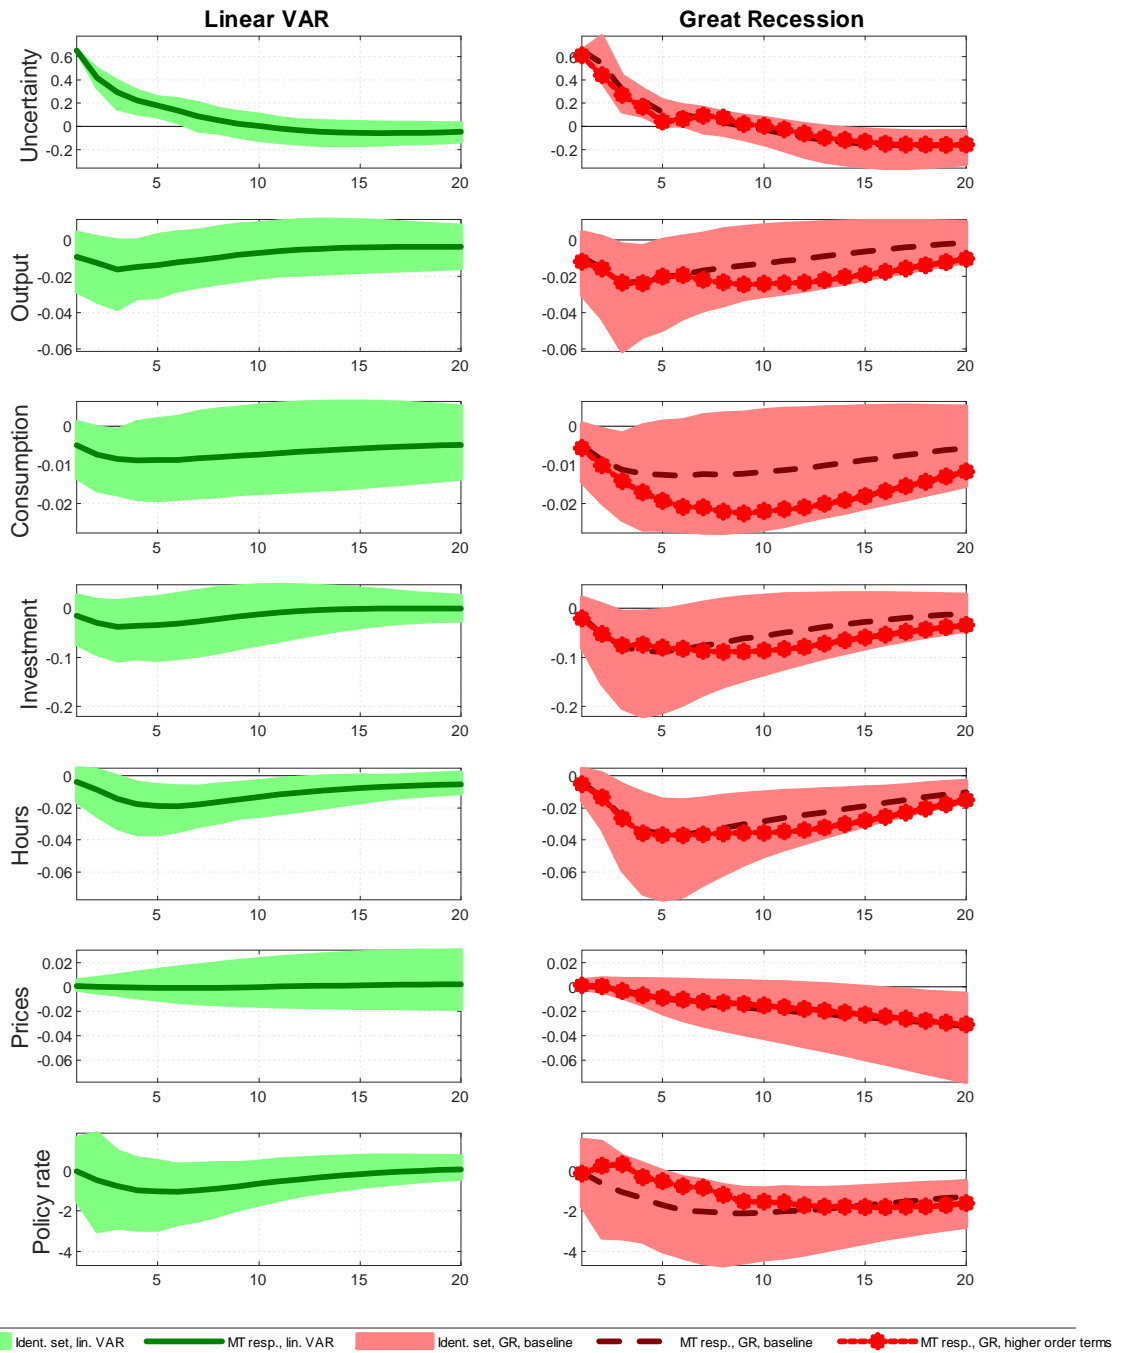 Linear VAR
Great Recession
Uncertainty
0.6
0.4
0.2
0
-0.2
5 10 15 20
0.6
0.4
0.2
0
-0.2
5 10 15 20
Output
0
-0.02
-0.04
-0.06
5 10 15 20
0
-0.02
-0.04
-0.06
5 10 15 20
Consumption
0
-0.01
-0.02
5 10 15 20
0
-0.01
-0.02
5 10 15 20
Investment
0
-0.1
-0.2
5 10 15 20
0
-0.1
-0.2
5 10 15 20
Hours
0
-0.02
-0.04
-0.06
5 10 15 20
0
-0.02
-0.04
-0.06
5 10 15 20
Prices
0.02
0
-0.02
-0.04
-0.06
5 10 15 20
0.02
0
-0.02
-0.04
-0.06
5 10 15 20
Policy rate
0
-2
-4
5 10 15 20
0
-2
-4
5 10 15 20
Ident. set, lin. VAR MT resp., lin. VAR Ident. set, GR, baseline MT resp., GR, baseline MT resp., GR, higher order terms